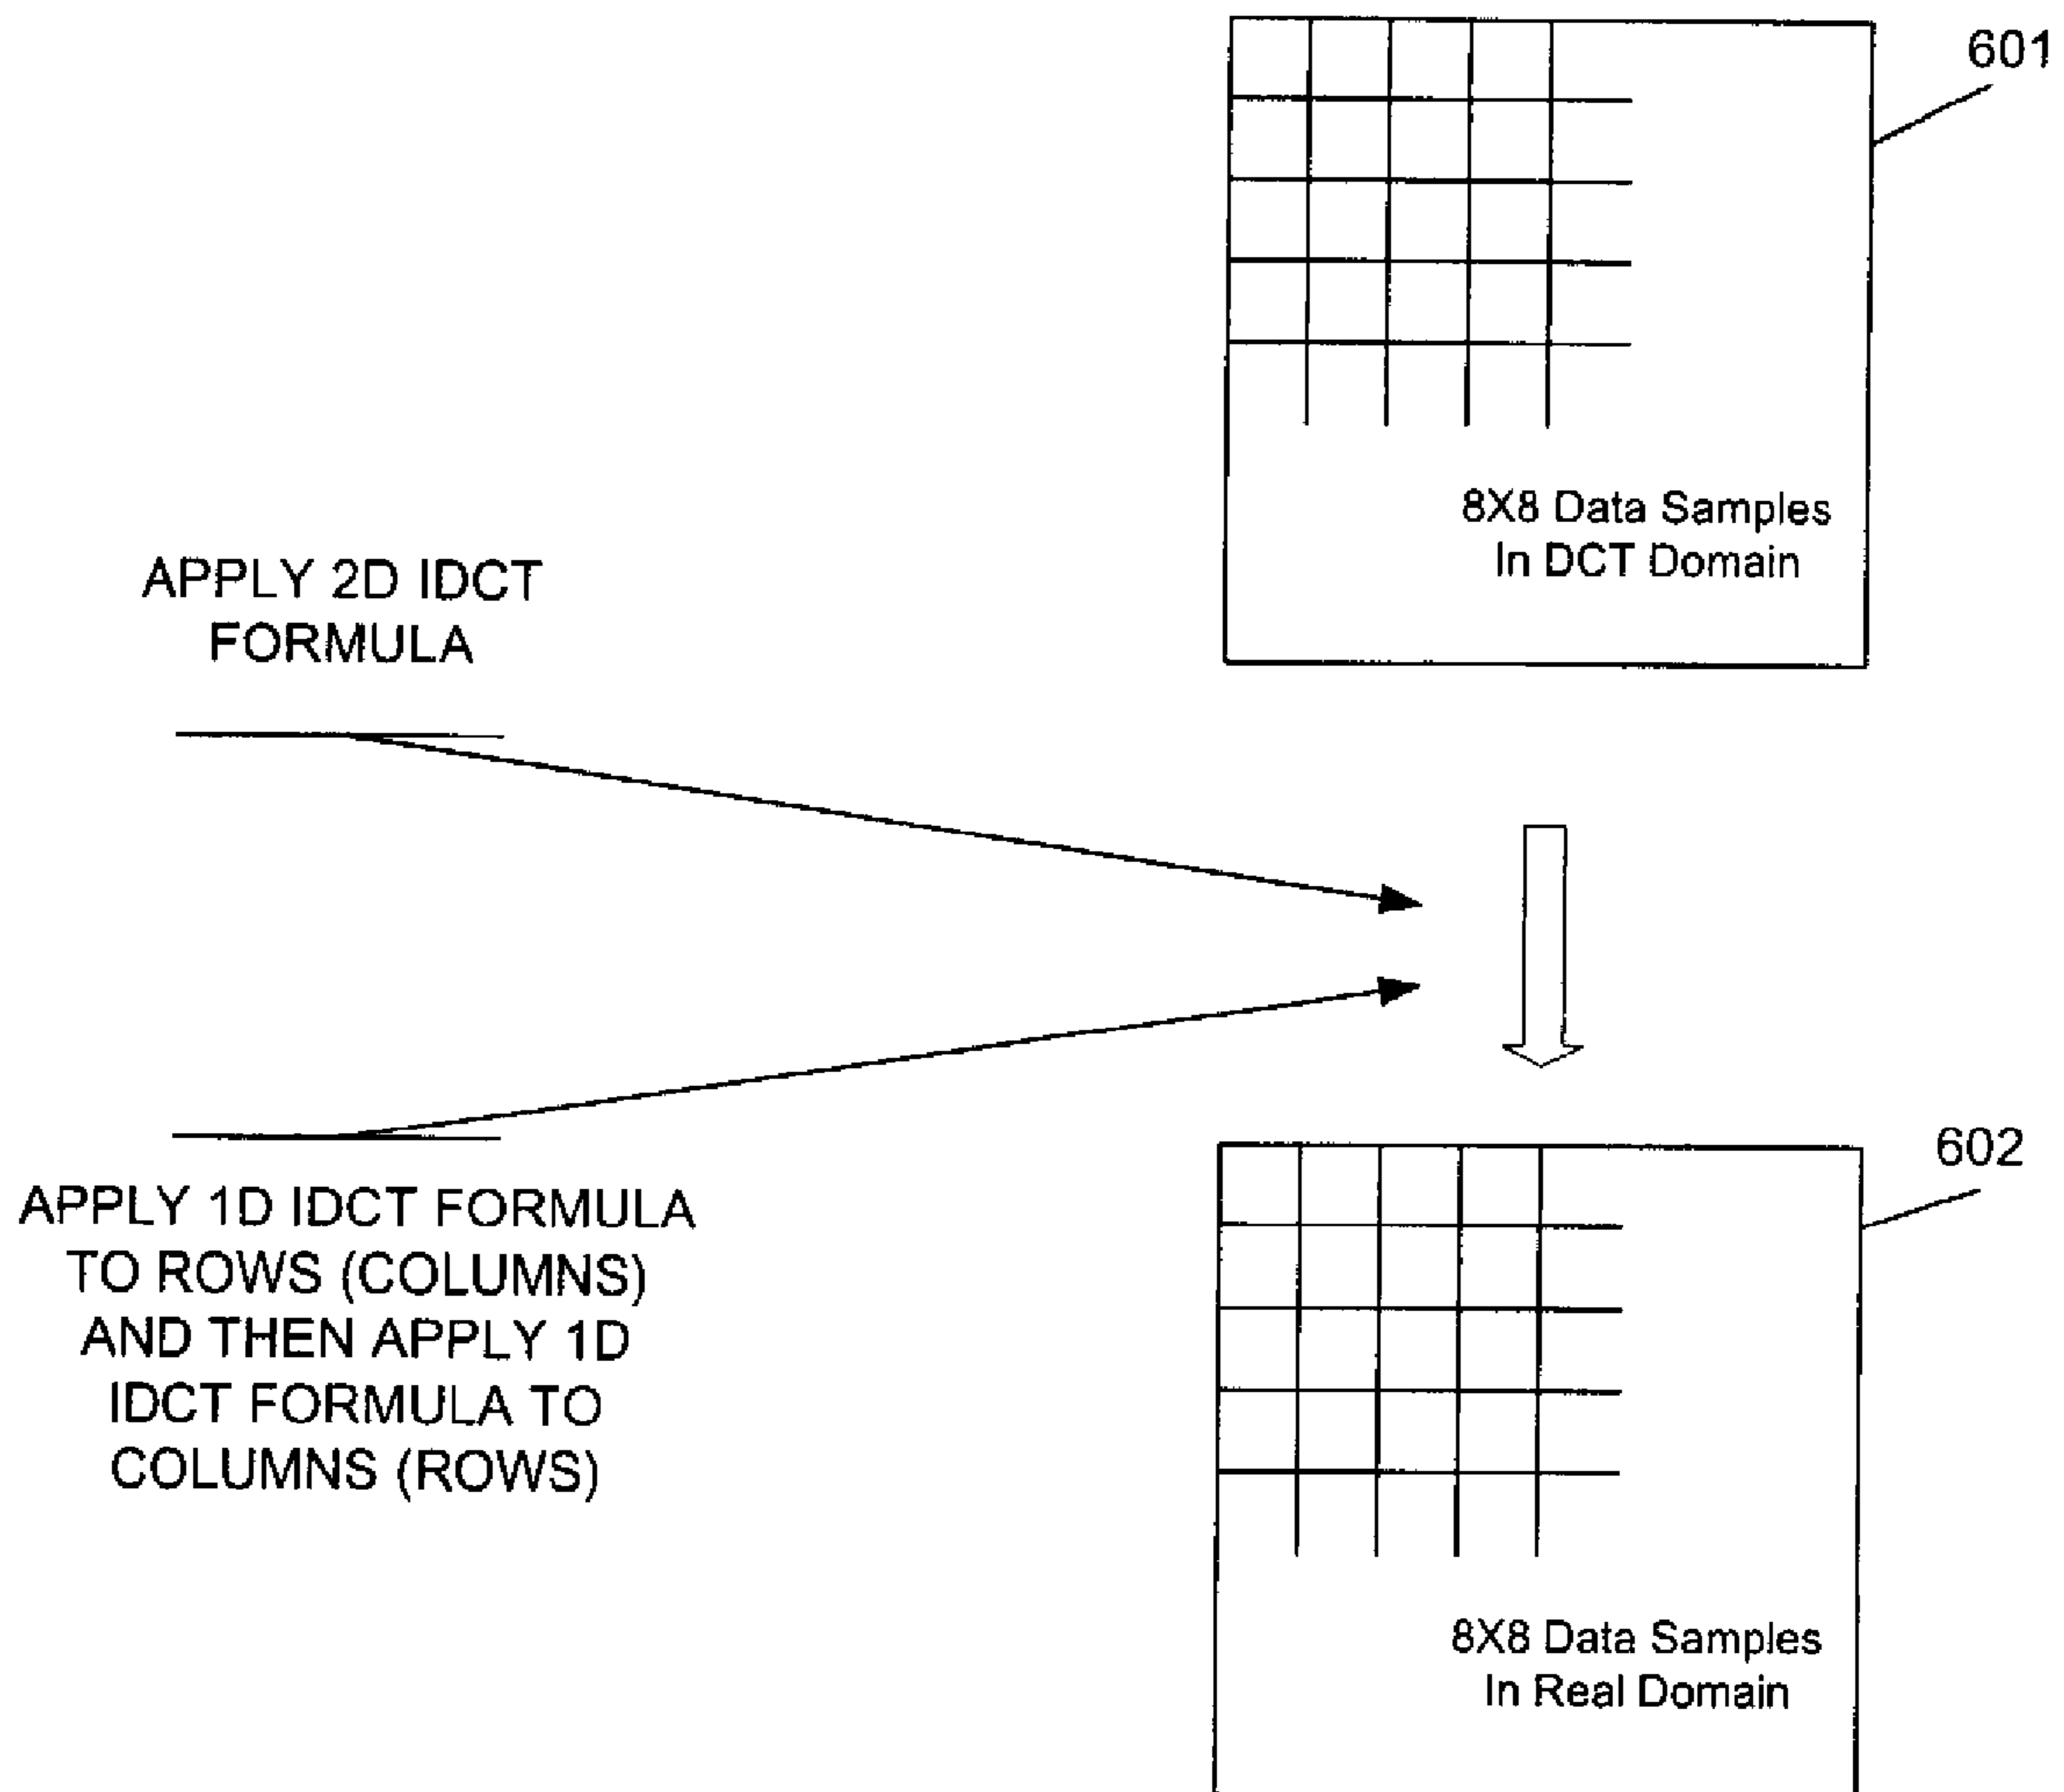 601
8X8 Data Samples
In DCT Domain
APPLY 2D IDCT
FORMULA
602
APPLY 1D IDCT FORMULA
TO ROWS (COLUMNS)
AND THEN APPLY 1D
IDCT FORMULA TO
COLUMNS (ROWS)
8X8 Data Samples
In Real Domain